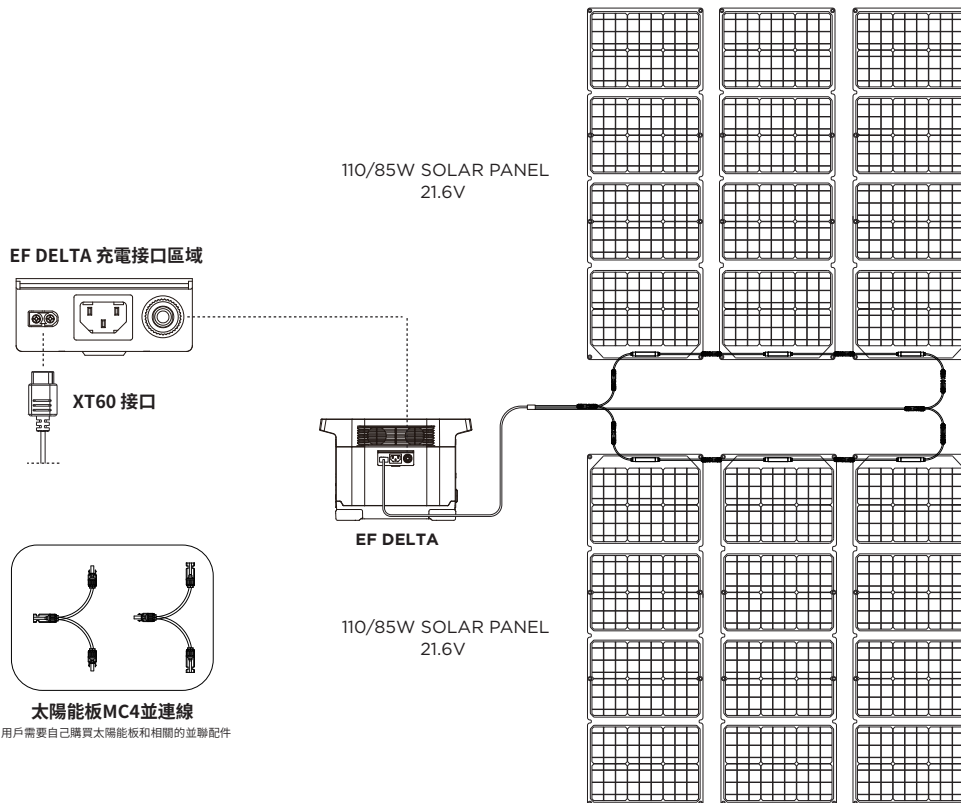 110/85W SOLAR PANEL
21.6V
EF DELTA 充電接口區域
XT60 接口
EF DELTA
110/85W SOLAR PANEL
21.6V
太陽能板MC4並連線
用戶需要自己購買太陽能板和相關的並聯配件